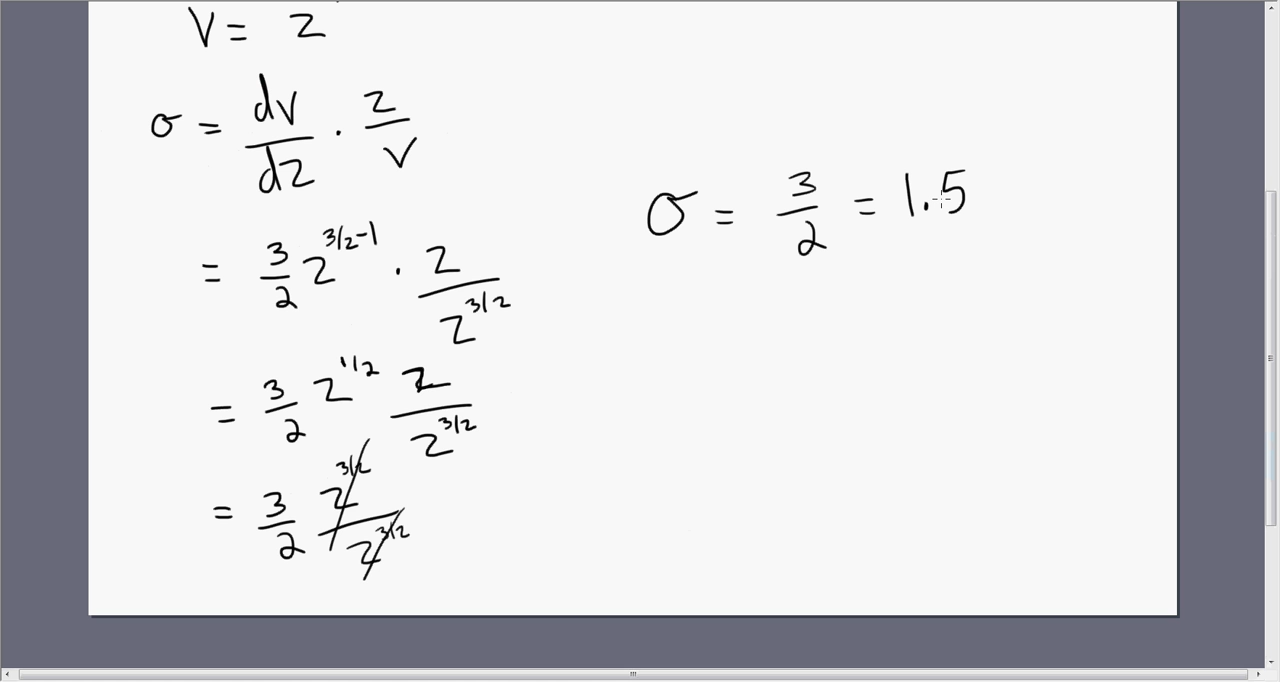 V = z
σ = dv/dz · z/v
= 3/2 z^(3/2-1) · z/z^(3/2)
= 3/2 z^(1/2) z/z^(3/2)
= 3/2 z^(3/2)/z^(3/2)
σ = 3/2 = 1.5